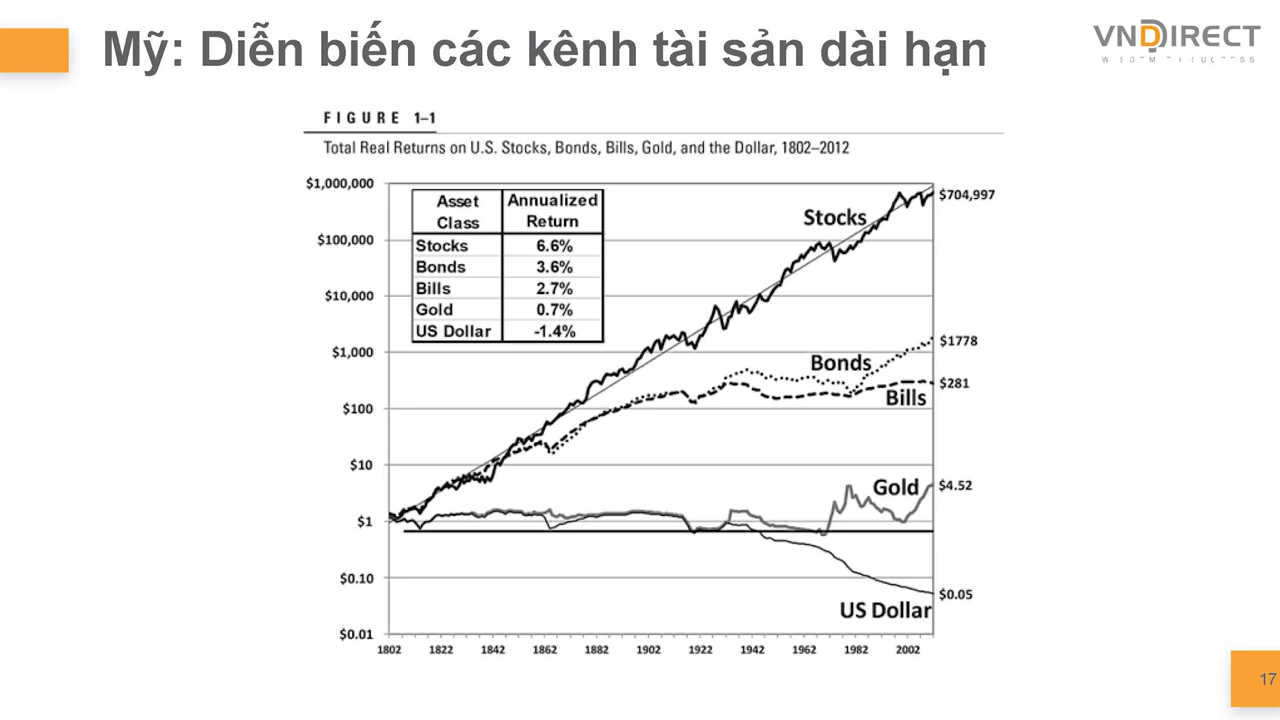 Mỹ: Diễn biến các kênh tài sản dài hạn
VNDIRECT
FIGURE 1–1
Total Real Returns on U.S. Stocks, Bonds, Bills, Gold, and the Dollar, 1802–2012
$1,000,000
$100,000
$10,000
$1,000
$100
$10
$1
$0.10
$0.01
Asset Class Annualized Return
Stocks 6.6%
Bonds 3.6%
Bills 2.7%
Gold 0.7%
US Dollar -1.4%
Stocks
$704,997
Bonds
$1778
Bills
$281
Gold
$4.52
US Dollar
$0.05
1802 1822 1842 1862 1882 1902 1922 1942 1962 1982 2002
17